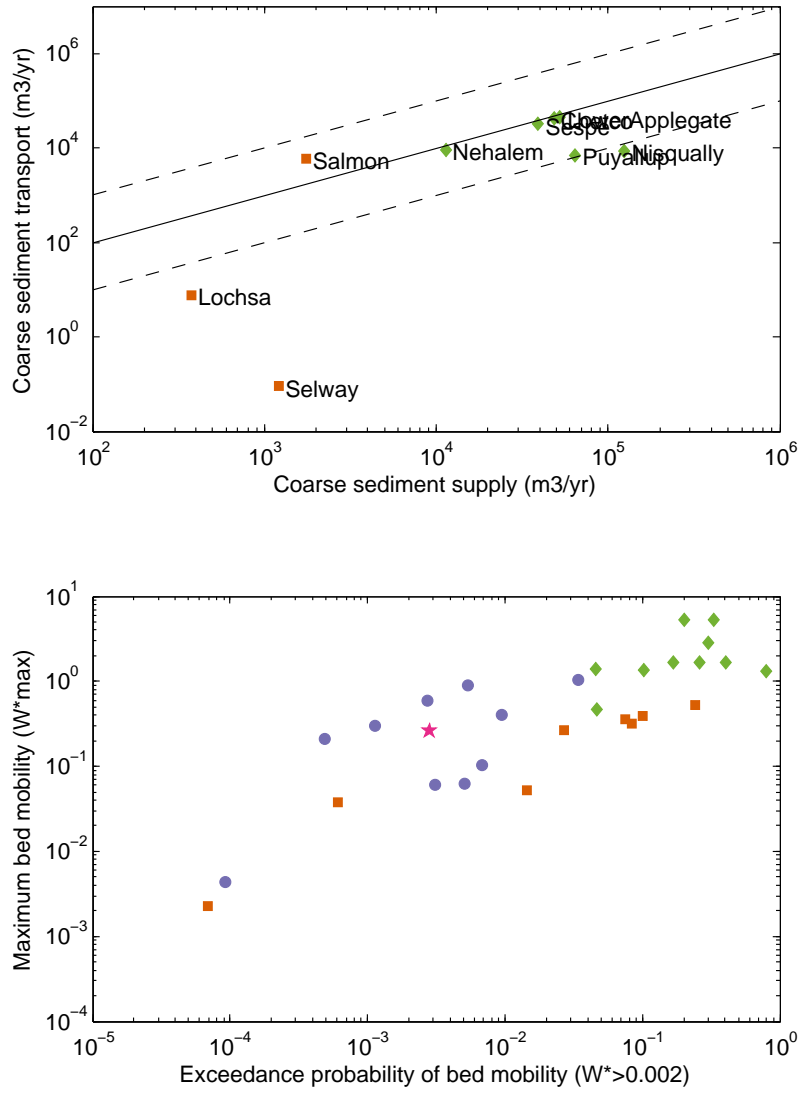 10^6
10^4
10^2
10^0
10^−2
Coarse sediment transport (m3/yr)
Salmon
Nehalem
Sespe
Chetco
Lower Applegate
Puyallup
Nisqually
Lochsa
Selway
10^2
10^3
10^4
10^5
10^6
Coarse sediment supply (m3/yr)
10^1
10^0
10^−1
10^−2
10^−3
10^−4
Maximum bed mobility (W*max)
10^−5
10^−4
10^−3
10^−2
10^−1
10^0
Exceedance probability of bed mobility (W*>0.002)